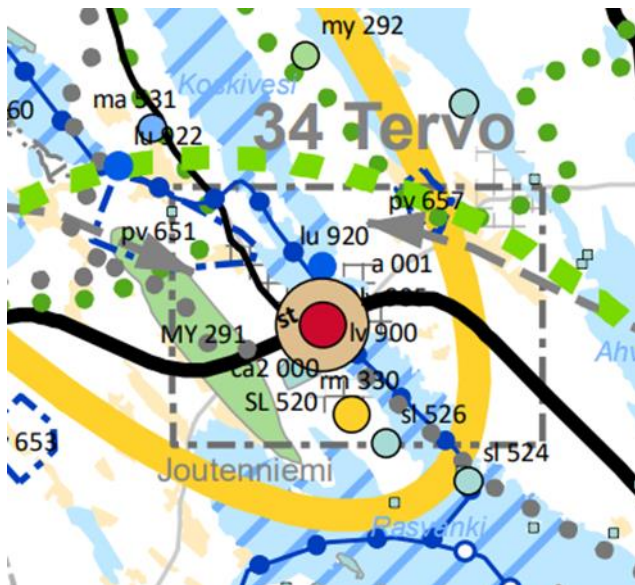 my 292
Koskivesi
60
ma 531
34 Tervo
lu 922
pv 657
pv 651
lu 920
a 001
st
MY 291
lv 900
Ahv
ca2 000
rm 330
SL 520
sl 526
653
sl 524
Joutenniemi
Rasvanki